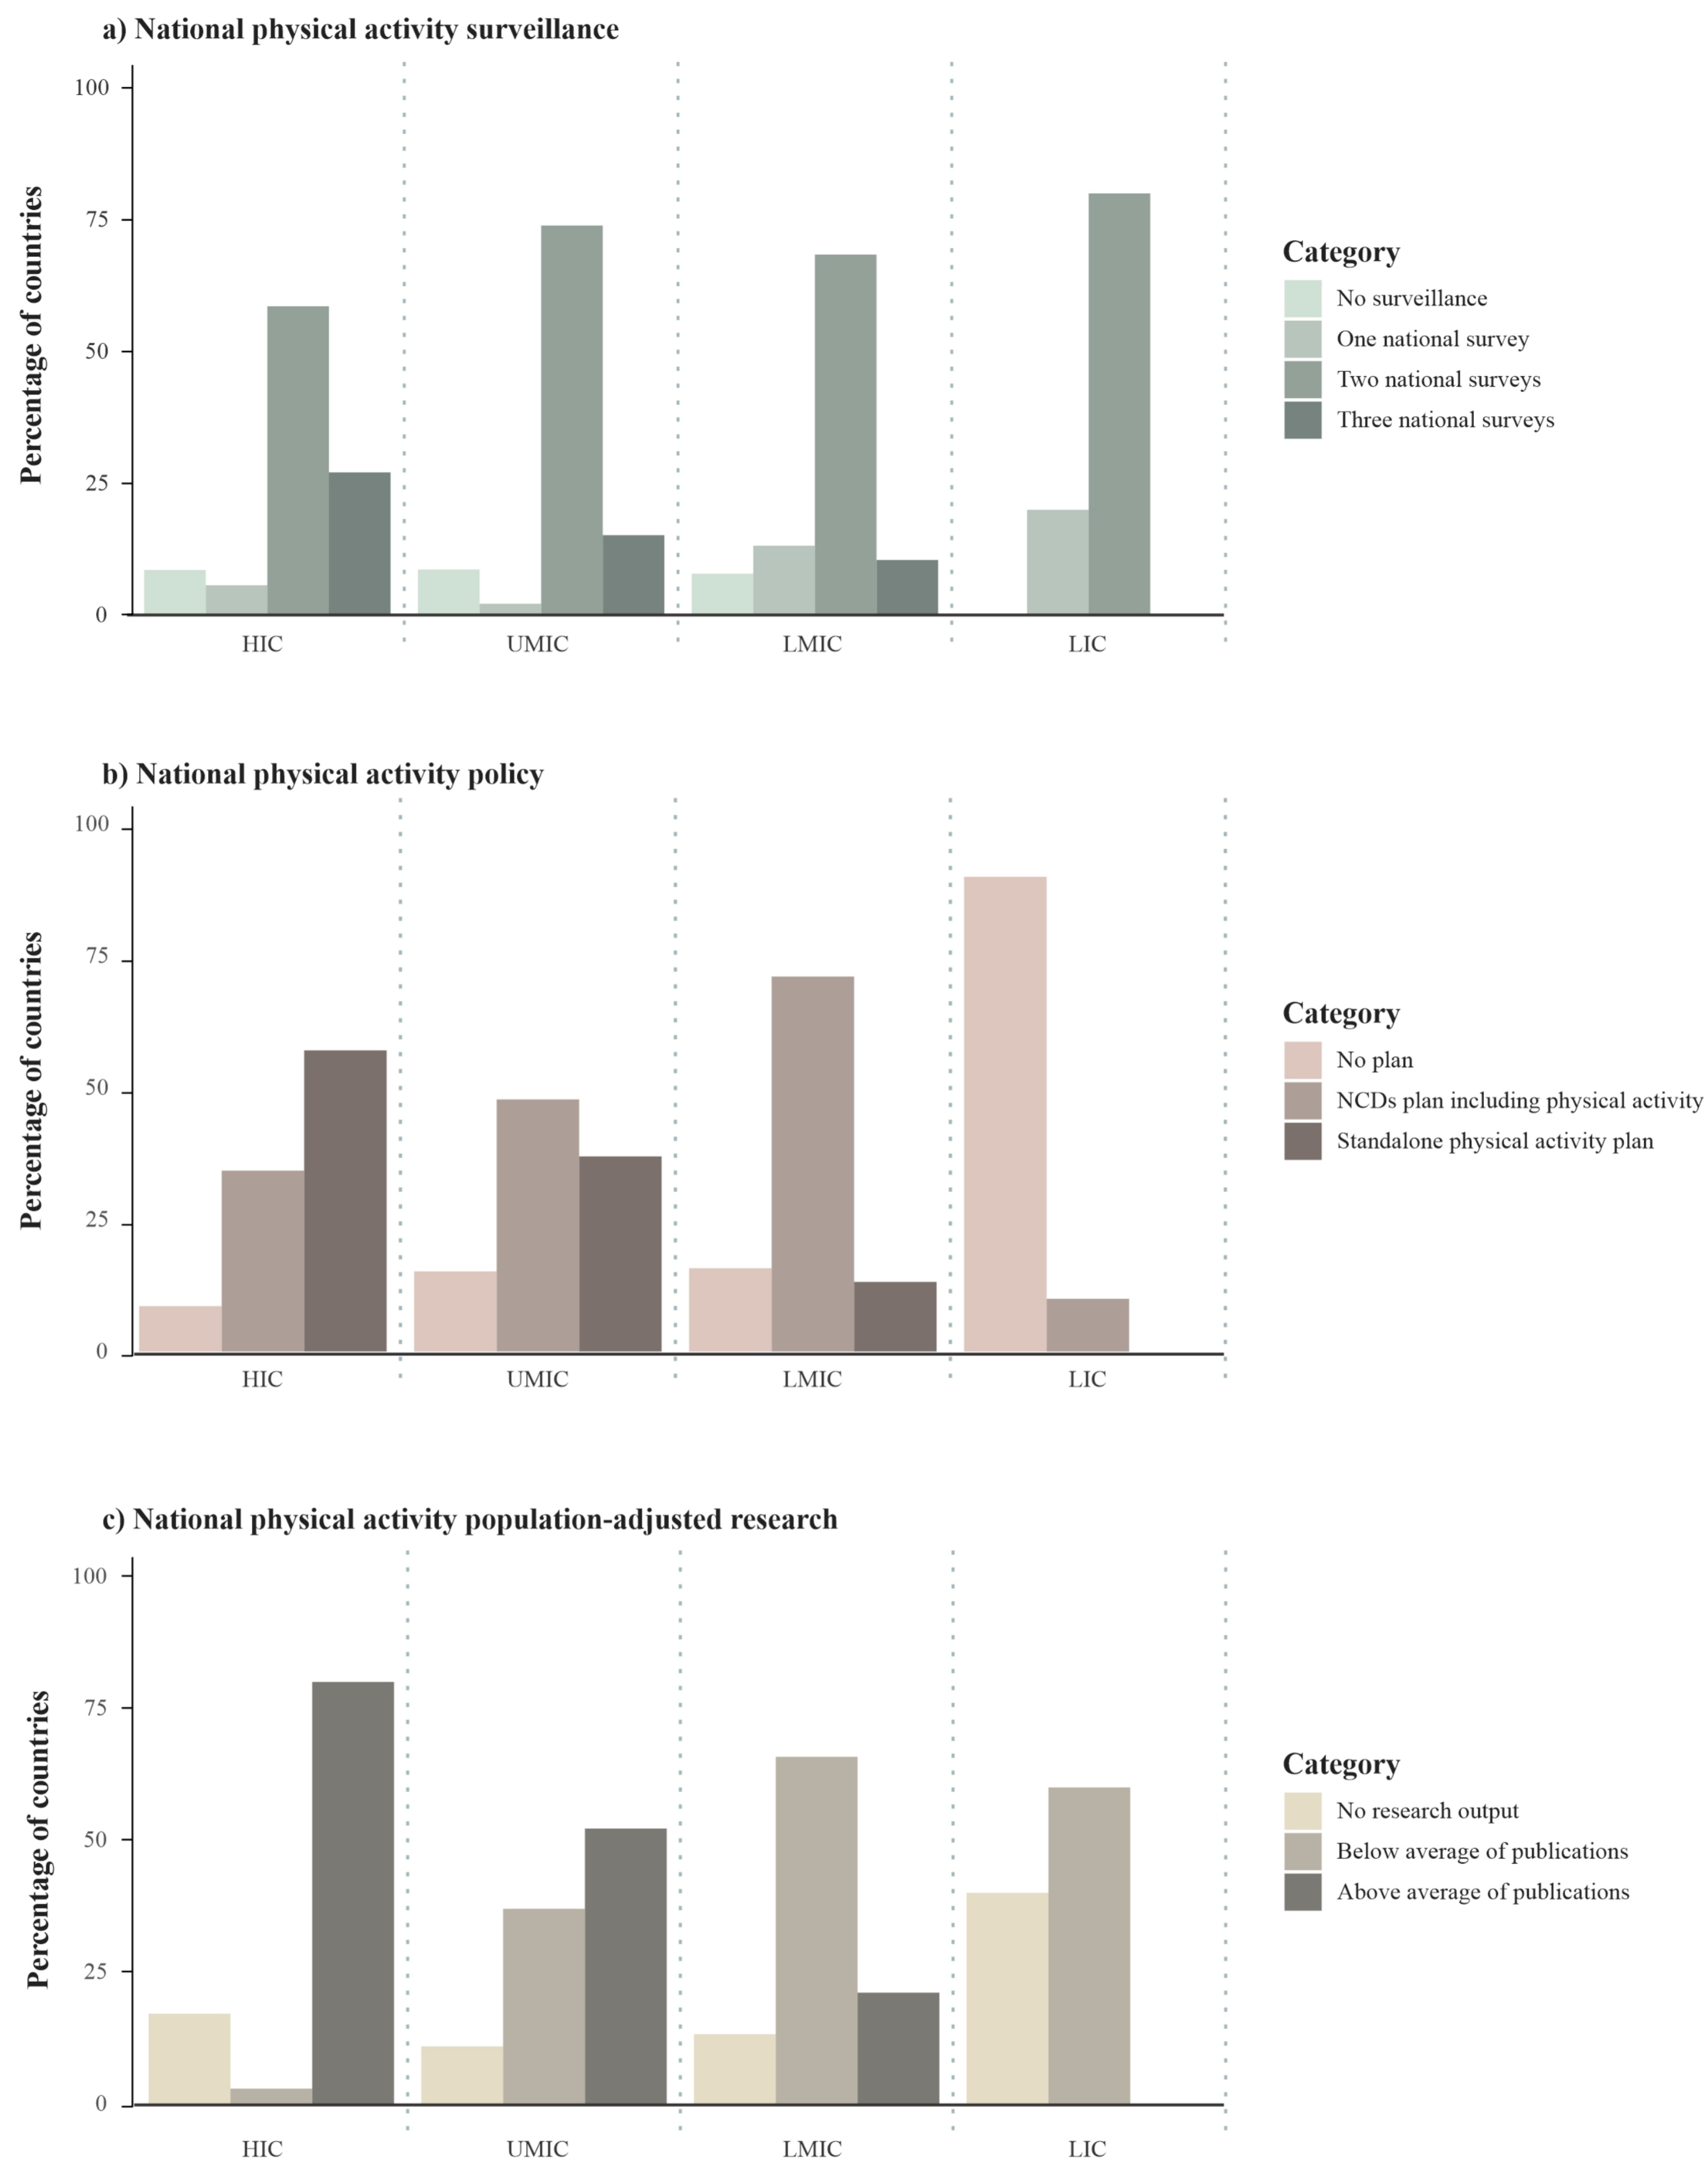 a) National physical activity surveillance
Percentage of countries
100
75
50
25
0
HIC
UMIC
LMIC
LIC
Category
No surveillance
One national survey
Two national surveys
Three national surveys
b) National physical activity policy
Percentage of countries
100
75
50
25
0
HIC
UMIC
LMIC
LIC
Category
No plan
NCDs plan including physical activity
Standalone physical activity plan
c) National physical activity population-adjusted research
Percentage of countries
100
75
50
25
0
HIC
UMIC
LMIC
LIC
Category
No research output
Below average of publications
Above average of publications